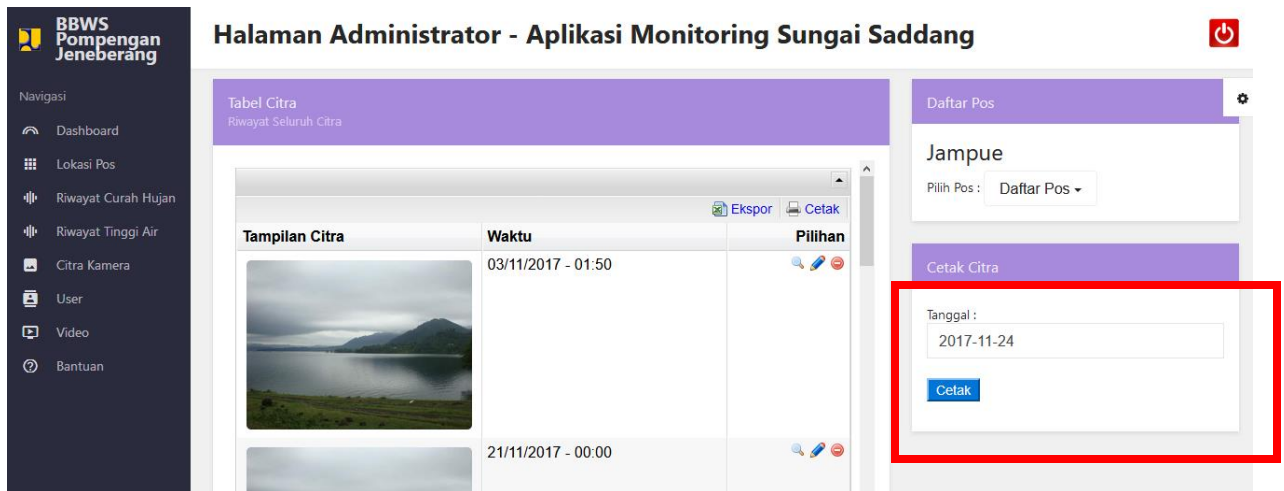 BBWS
Pompengan
Jeneberang
Halaman Administrator - Aplikasi Monitoring Sungai Saddang
Navigasi
Dashboard
Lokasi Pos
Riwayat Curah Hujan
Riwayat Tinggi Air
Citra Kamera
User
Video
Bantuan
Tabel Citra
Riwayat Seluruh Citra
Ekspor Cetak
Tampilan Citra Waktu Pilihan
03/11/2017 - 01:50
21/11/2017 - 00:00
Daftar Pos
Jampue
Pilih Pos : Daftar Pos
Cetak Citra
Tanggal :
2017-11-24
Cetak